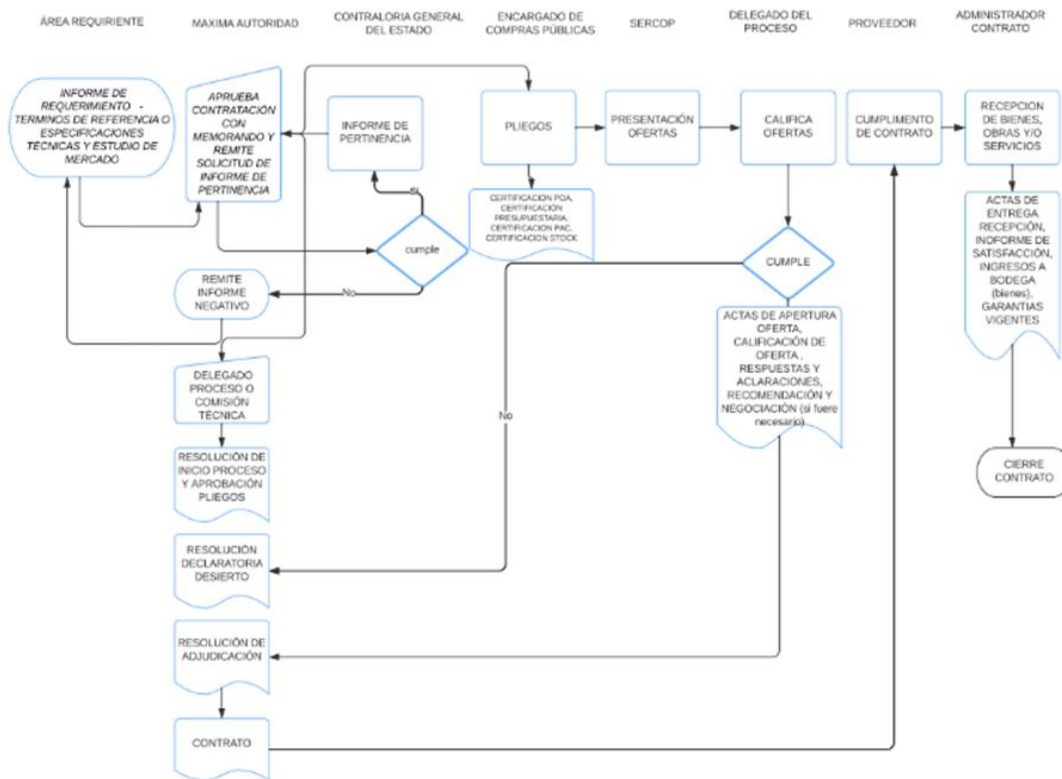 ÁREA REQUIRIENTE
MAXIMA AUTORIDAD
CONTRALORIA GENERAL
DEL ESTADO
ENCARGADO DE
COMPRAS PÚBLICAS
SERCOP
DELEGADO DEL
PROCESO
PROVEEDOR
ADMINISTRADOR
CONTRATO
INFORME DE
REQUERIMIENTO -
TERMINOS DE REFERENCIA O
ESPECIFICACIONES
TÉCNICAS Y ESTUDIO DE
MERCADO
APRUEBA
CONTRATACIÓN
CON
MEMORANDO Y
REMITE
SOLICITUD DE
INFORME DE
PERTINENCIA
INFORME DE
PERTINENCIA
PLIEGOS
PRESENTACIÓN
OFERTAS
CALIFICA
OFERTAS
CUMPLIMENTO
DE CONTRATO
RECEPCION
DE BIENES,
OBRAS Y/O
SERVICIOS
SI
cumple
No
CERTIFICACION POA,
CERTIFICACIÓN
PRESUPUESTARIA,
CERTIFICACION PAC,
CERTIFICACION STOCK
CUMPLE
ACTAS DE
ENTREGA
RECEPCIÓN,
INOFORME DE
SATISFACCIÓN,
INGRESOS A
BODEGA
(bienes),
GARANTIAS
VIGENTES
REMITE
INFORME
NEGATIVO
ACTAS DE APERTURA
OFERTA,
CALIFICACIÓN DE
OFERTA ,
RESPUESTAS Y
ACLARACIONES,
RECOMENDACIÓN Y
NEGOCIACIÓN (si fuere
necesario)
DELEGADO
PROCESO O
COMISIÓN
TÉCNICA
No
RESOLUCIÓN DE
INICIO PROCESO
Y APROBACIÓN
PLIEGOS
CIERRE
CONTRATO
RESOLUCIÓN
DECLARATORIA
DESIERTO
RESOLUCIÓN DE
ADJUDICACIÓN
CONTRATO